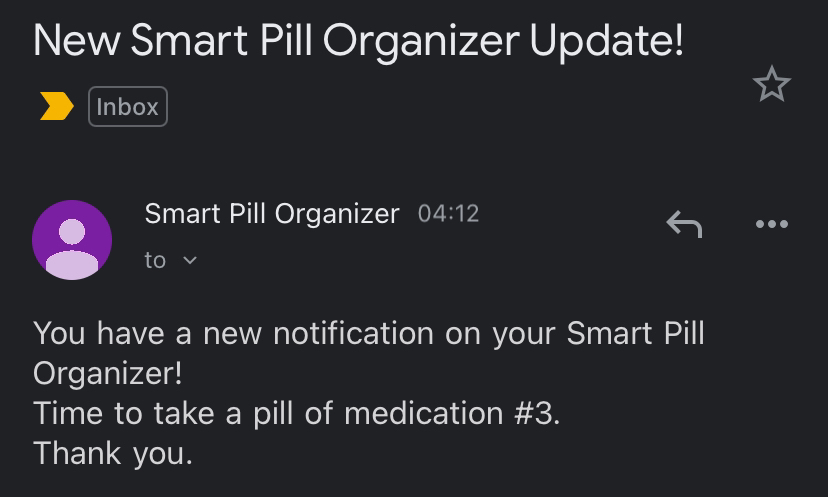 New Smart Pill Organizer Update!
Inbox
Smart Pill Organizer 04:12
to
You have a new notification on your Smart Pill
Organizer!
Time to take a pill of medication #3.
Thank you.